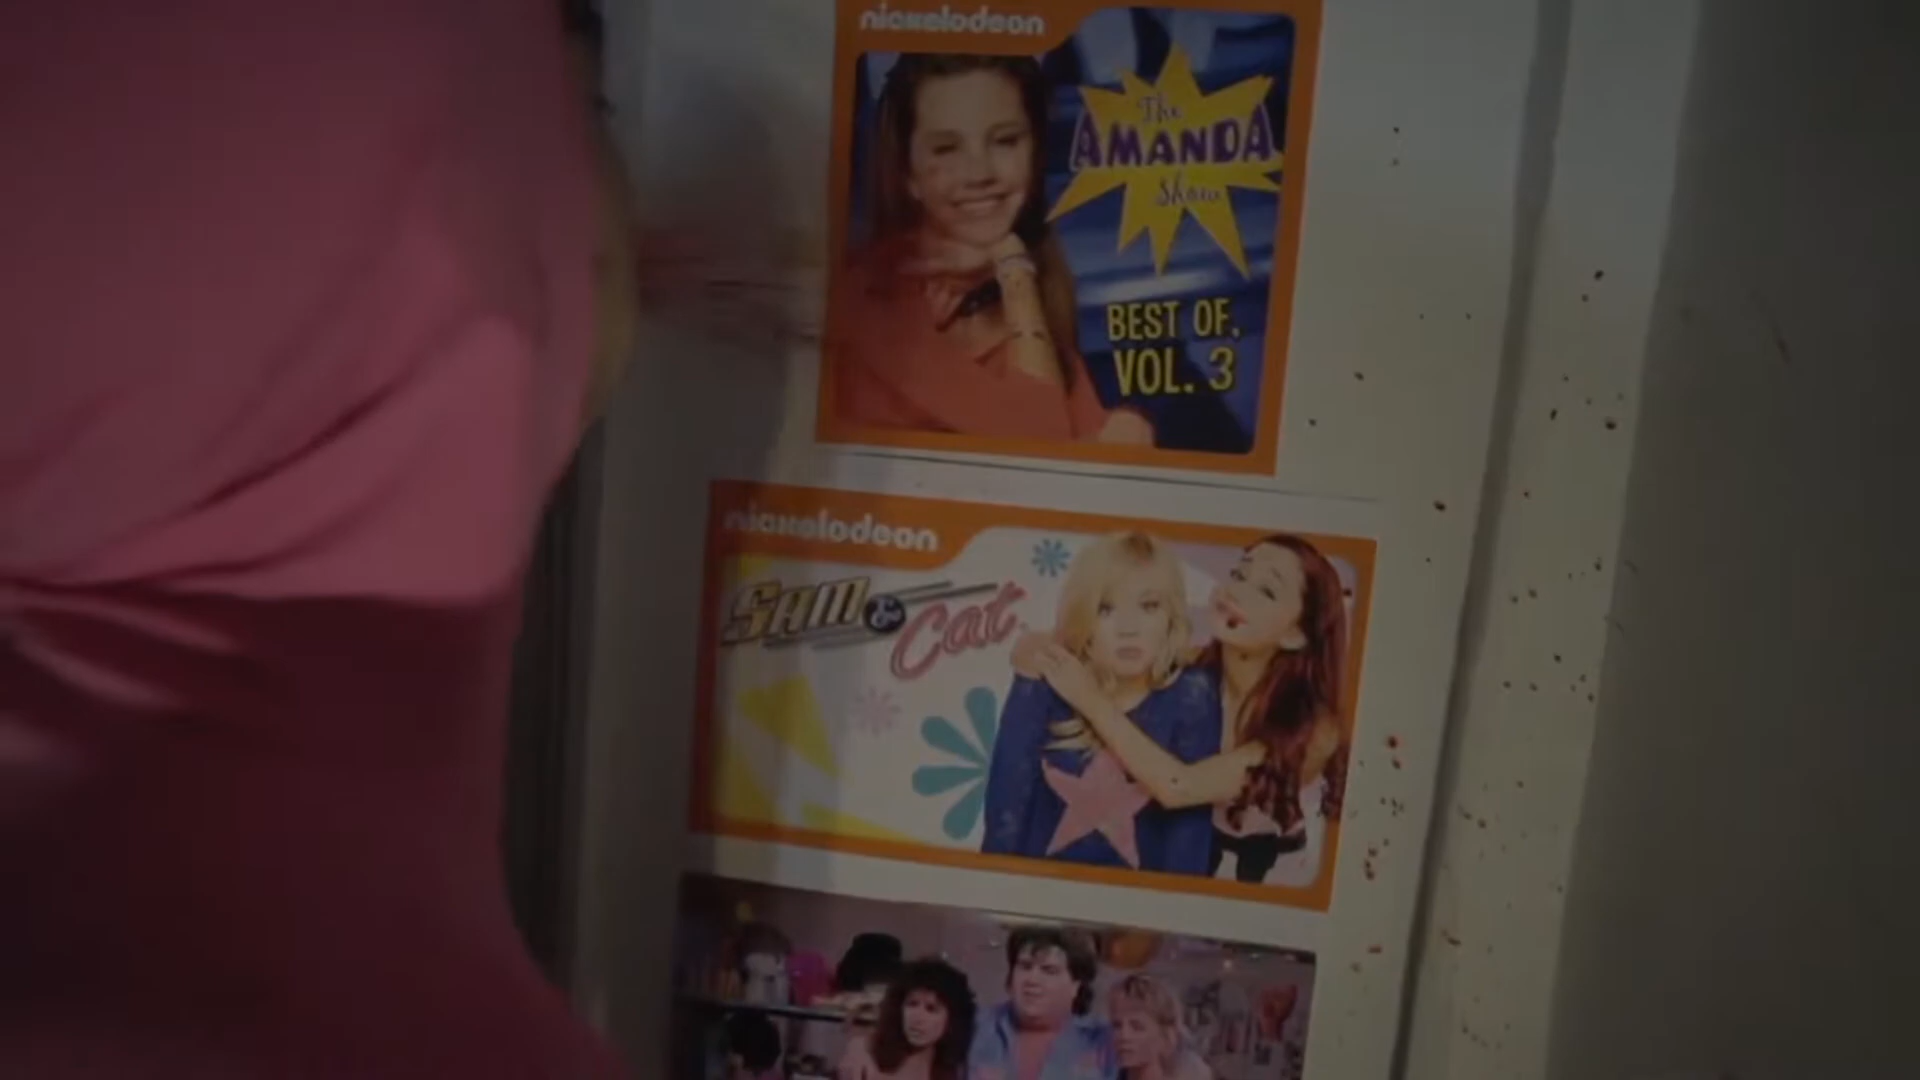 nickelodeon
The
AMANDA
Show
BEST OF,
VOL. 3
nickelodeon
SAM & Cat